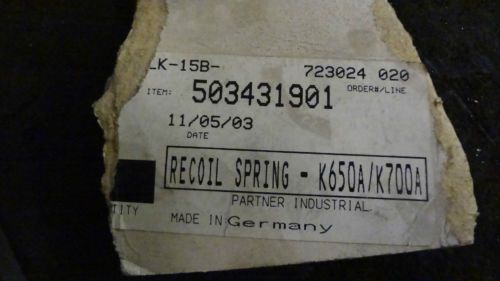 LK-15B- 723024 020
ITEM: 503431901 ORDER#/LINE
11/05/03
DATE
RECOIL SPRING - K650A/K700A
TITY PARTNER INDUSTRIAL
MADE IN Germany